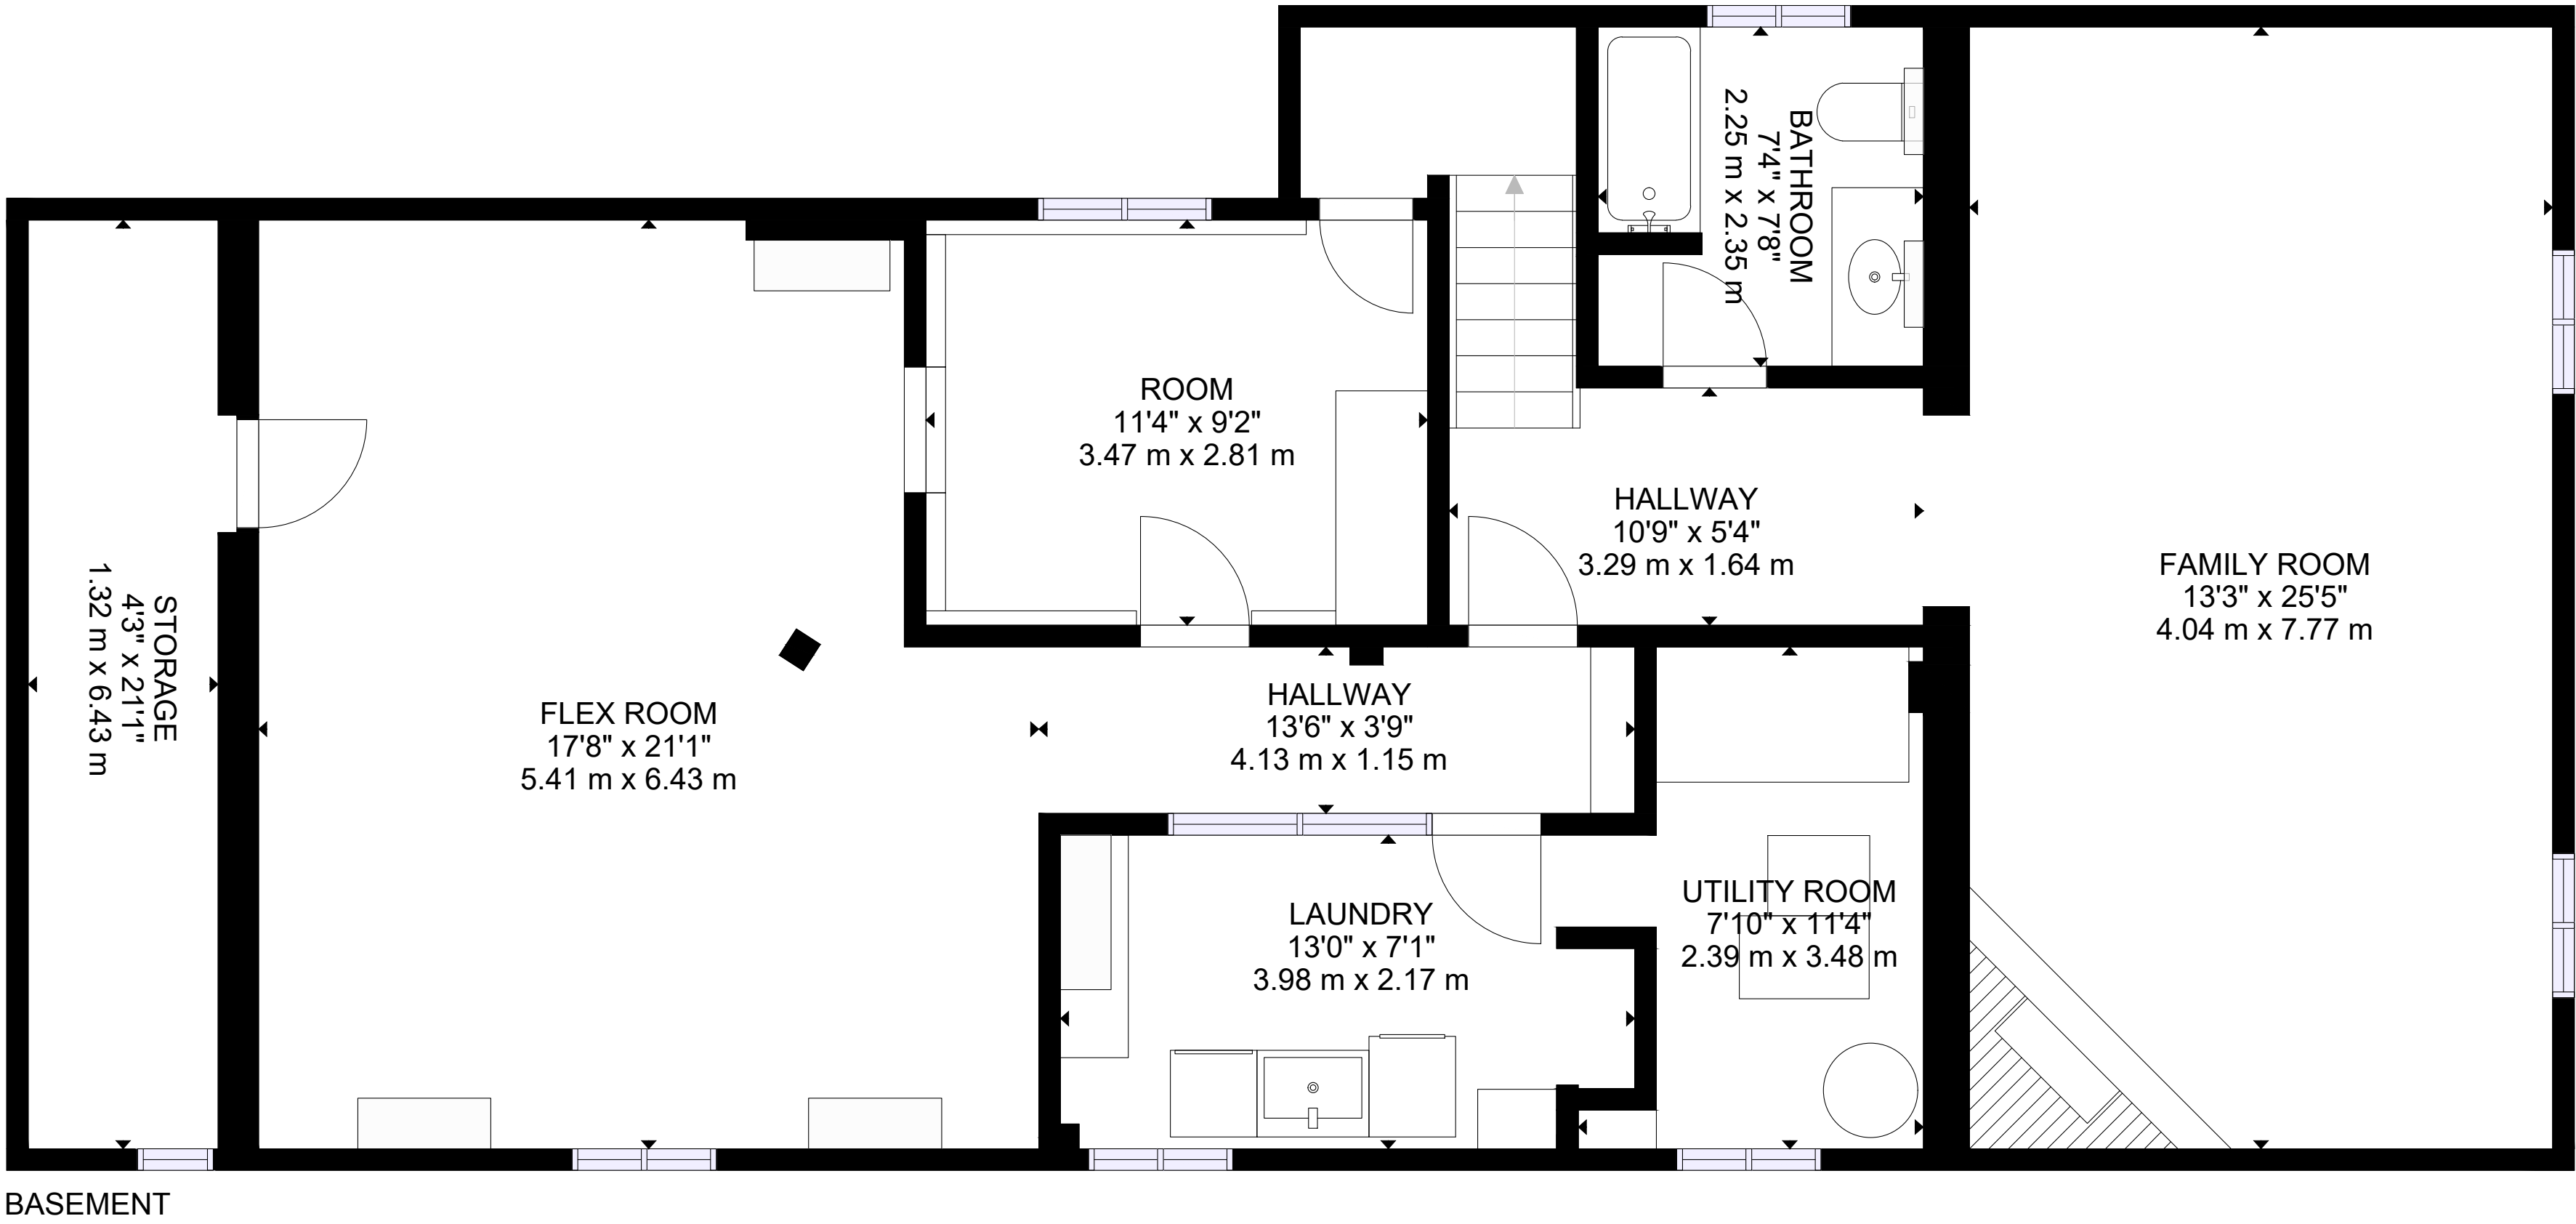 BATHROOM
7'4" x 7'8"
2.25 m x 2.35 m
ROOM
11'4" x 9'2"
3.47 m x 2.81 m
HALLWAY
10'9" x 5'4"
3.29 m x 1.64 m
FAMILY ROOM
13'3" x 25'5"
4.04 m x 7.77 m
STORAGE
4'3" x 21'1"
1.32 m x 6.43 m
FLEX ROOM
17'8" x 21'1"
5.41 m x 6.43 m
HALLWAY
13'6" x 3'9"
4.13 m x 1.15 m
LAUNDRY
13'0" x 7'1"
3.98 m x 2.17 m
UTILITY ROOM
7'10" x 11'4"
2.39 m x 3.48 m
BASEMENT